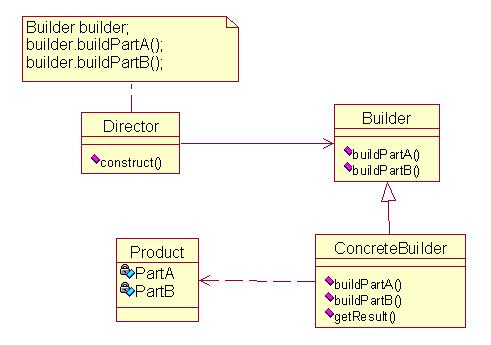 Builder builder;
builder.buildPartA();
builder.buildPartB();
Director
construct()
Builder
buildPartA()
buildPartB()
Product
PartA
PartB
ConcreteBuilder
buildPartA()
buildPartB()
getResult()